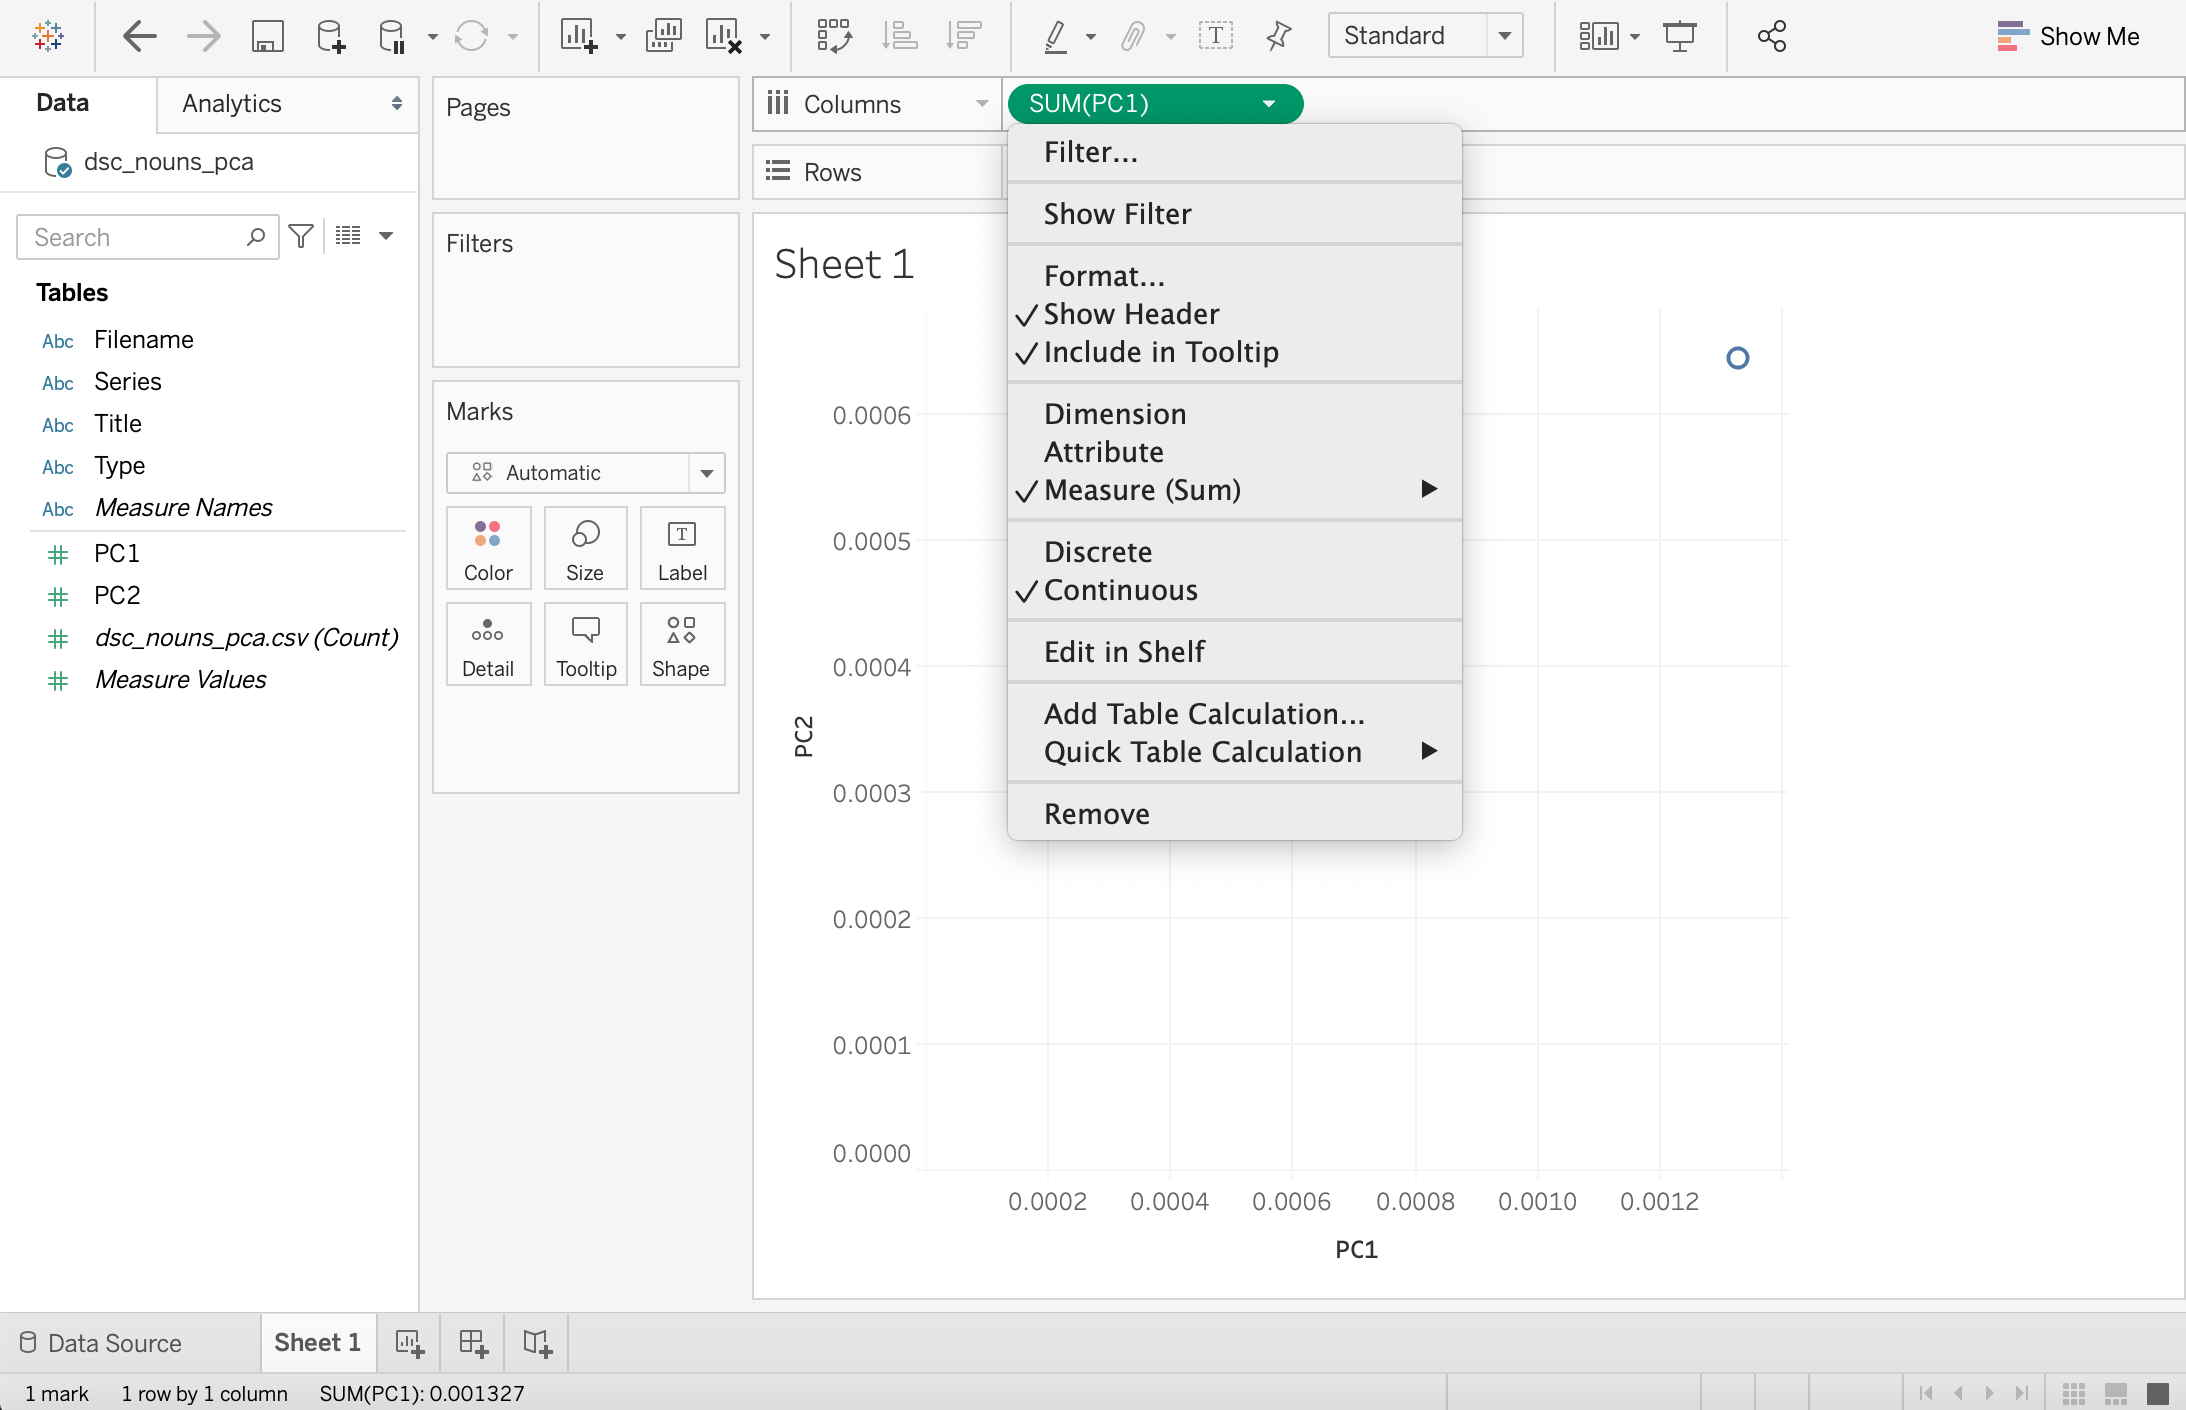 Standard
Show Me
Data
Analytics
dsc_nouns_pca
Search
Tables
Abc Filename
Abc Series
Abc Title
Abc Type
Abc Measure Names
PC1
PC2
dsc_nouns_pca.csv (Count)
Measure Values
Pages
Filters
Marks
Automatic
Color
Size
Label
Detail
Tooltip
Shape
Columns
SUM(PC1)
Rows
Filter...
Show Filter
Format...
Show Header
Include in Tooltip
Dimension
Attribute
Measure (Sum)
Discrete
Continuous
Edit in Shelf
Add Table Calculation...
Quick Table Calculation
Remove
Sheet 1
0.0006
0.0005
0.0004
0.0003
0.0002
0.0001
0.0000
PC2
0.0002 0.0004 0.0006 0.0008 0.0010 0.0012
PC1
Data Source
Sheet 1
1 mark 1 row by 1 column SUM(PC1): 0.001327